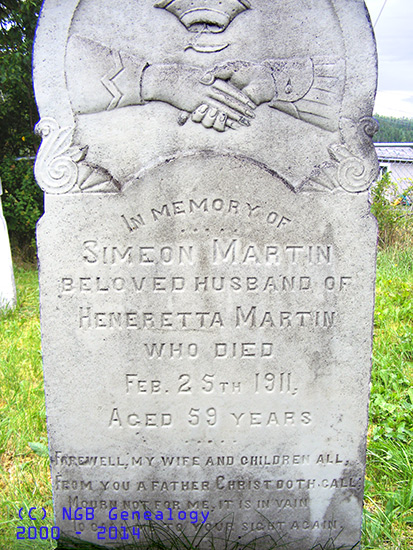 In memory of
Simeon Martin
beloved husband of
Heneretta Martin
who died
Feb. 25th 1911.
Aged 59 years
Farewell, my wife and children all,
From you a father Christ doth call
Mourn not for me, it is in vain
to our sight again.
(C) NGB Genealogy
2000 - 2014